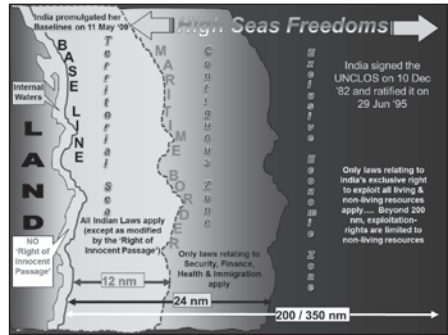 India promulgated her
Baselines on 11 May '09
High Seas Freedoms
India signed the
UNCLOS on 10 Dec
'82 and ratified it on
29 Jun '95
Internal
Waters
LAND
BASE LINE
Territorial Sea
MARITIME BORDER
Contiguous Zone
Exclusive Economic Zone
Only laws relating to
India's exclusive right
to exploit all living &
non-living resources
apply.... Beyond 200
nm, exploitation-
rights are limited to
non-living resources
NO 'Right of
Innocent
Passage'
All Indian Laws apply
(except as modified
by the 'Right of
Innocent Passage')
Only laws relating to
Security, Finance,
Health & Immigration
apply
12 nm
24 nm
200 / 350 nm